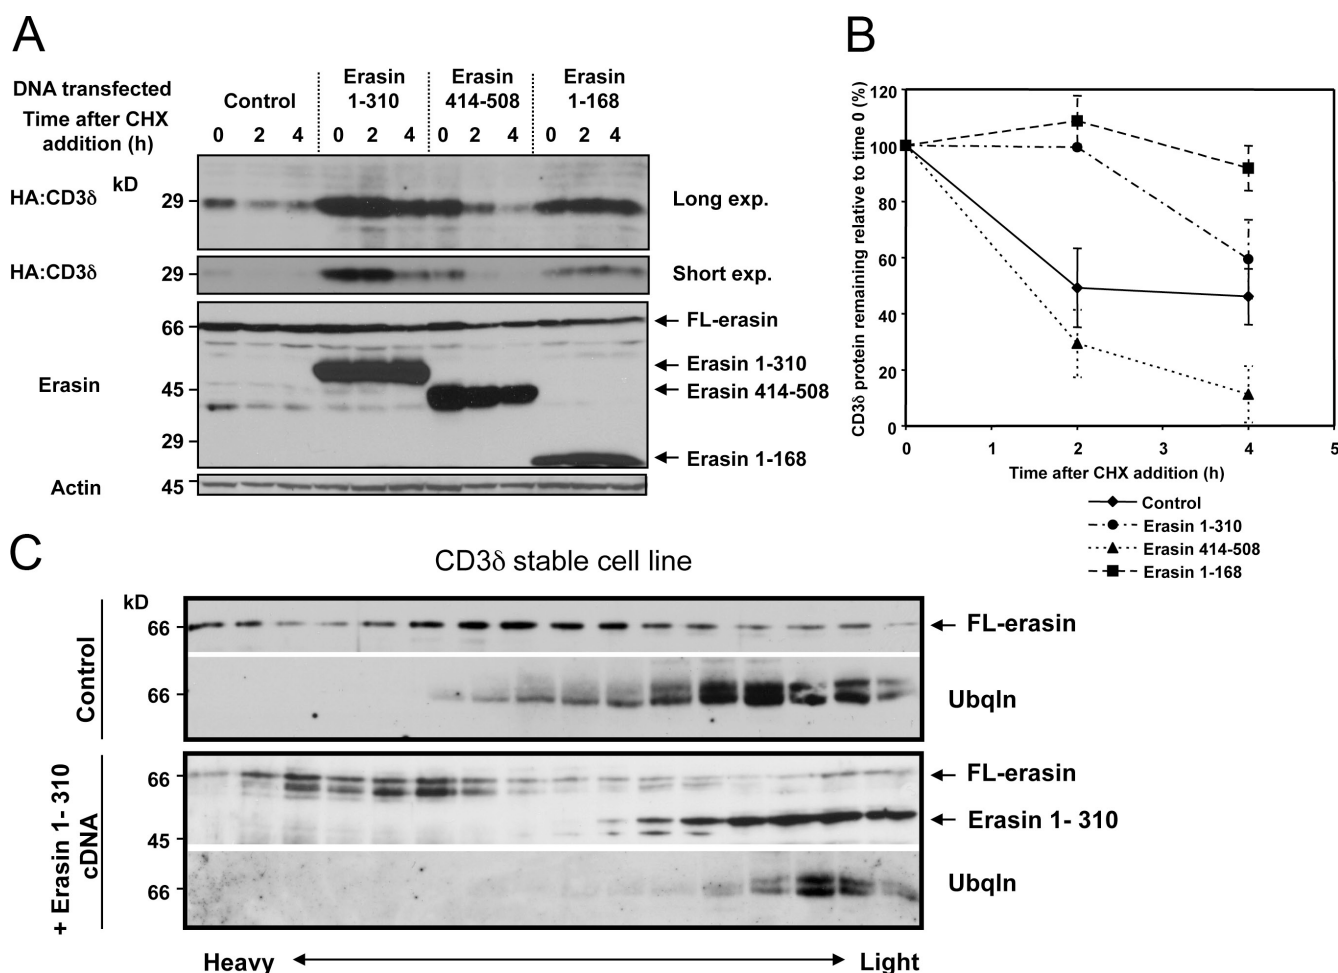 A
DNA transfected
Time after CHX
addition (h)
Control
Erasin
1-310
Erasin
414-508
Erasin
1-168
0 2 4 0 2 4 0 2 4 0 2 4
kD
HA:CD3δ 29 Long exp.
HA:CD3δ 29 Short exp.
66 FL-erasin
Erasin 1-310
Erasin 45 Erasin 414-508
29
Erasin 1-168
Actin 45
B
CD3δ protein remaining relative to time 0 (%)
120
100
80
60
40
20
0
0 1 2 3 4 5
Time after CHX addition (h)
Control
Erasin 1-310
Erasin 414-508
Erasin 1-168
C
CD3δ stable cell line
kD
Control
66 FL-erasin
66 Ubqln
+ Erasin 1- 310
cDNA
66 FL-erasin
Erasin 1- 310
45
66 Ubqln
Heavy Light